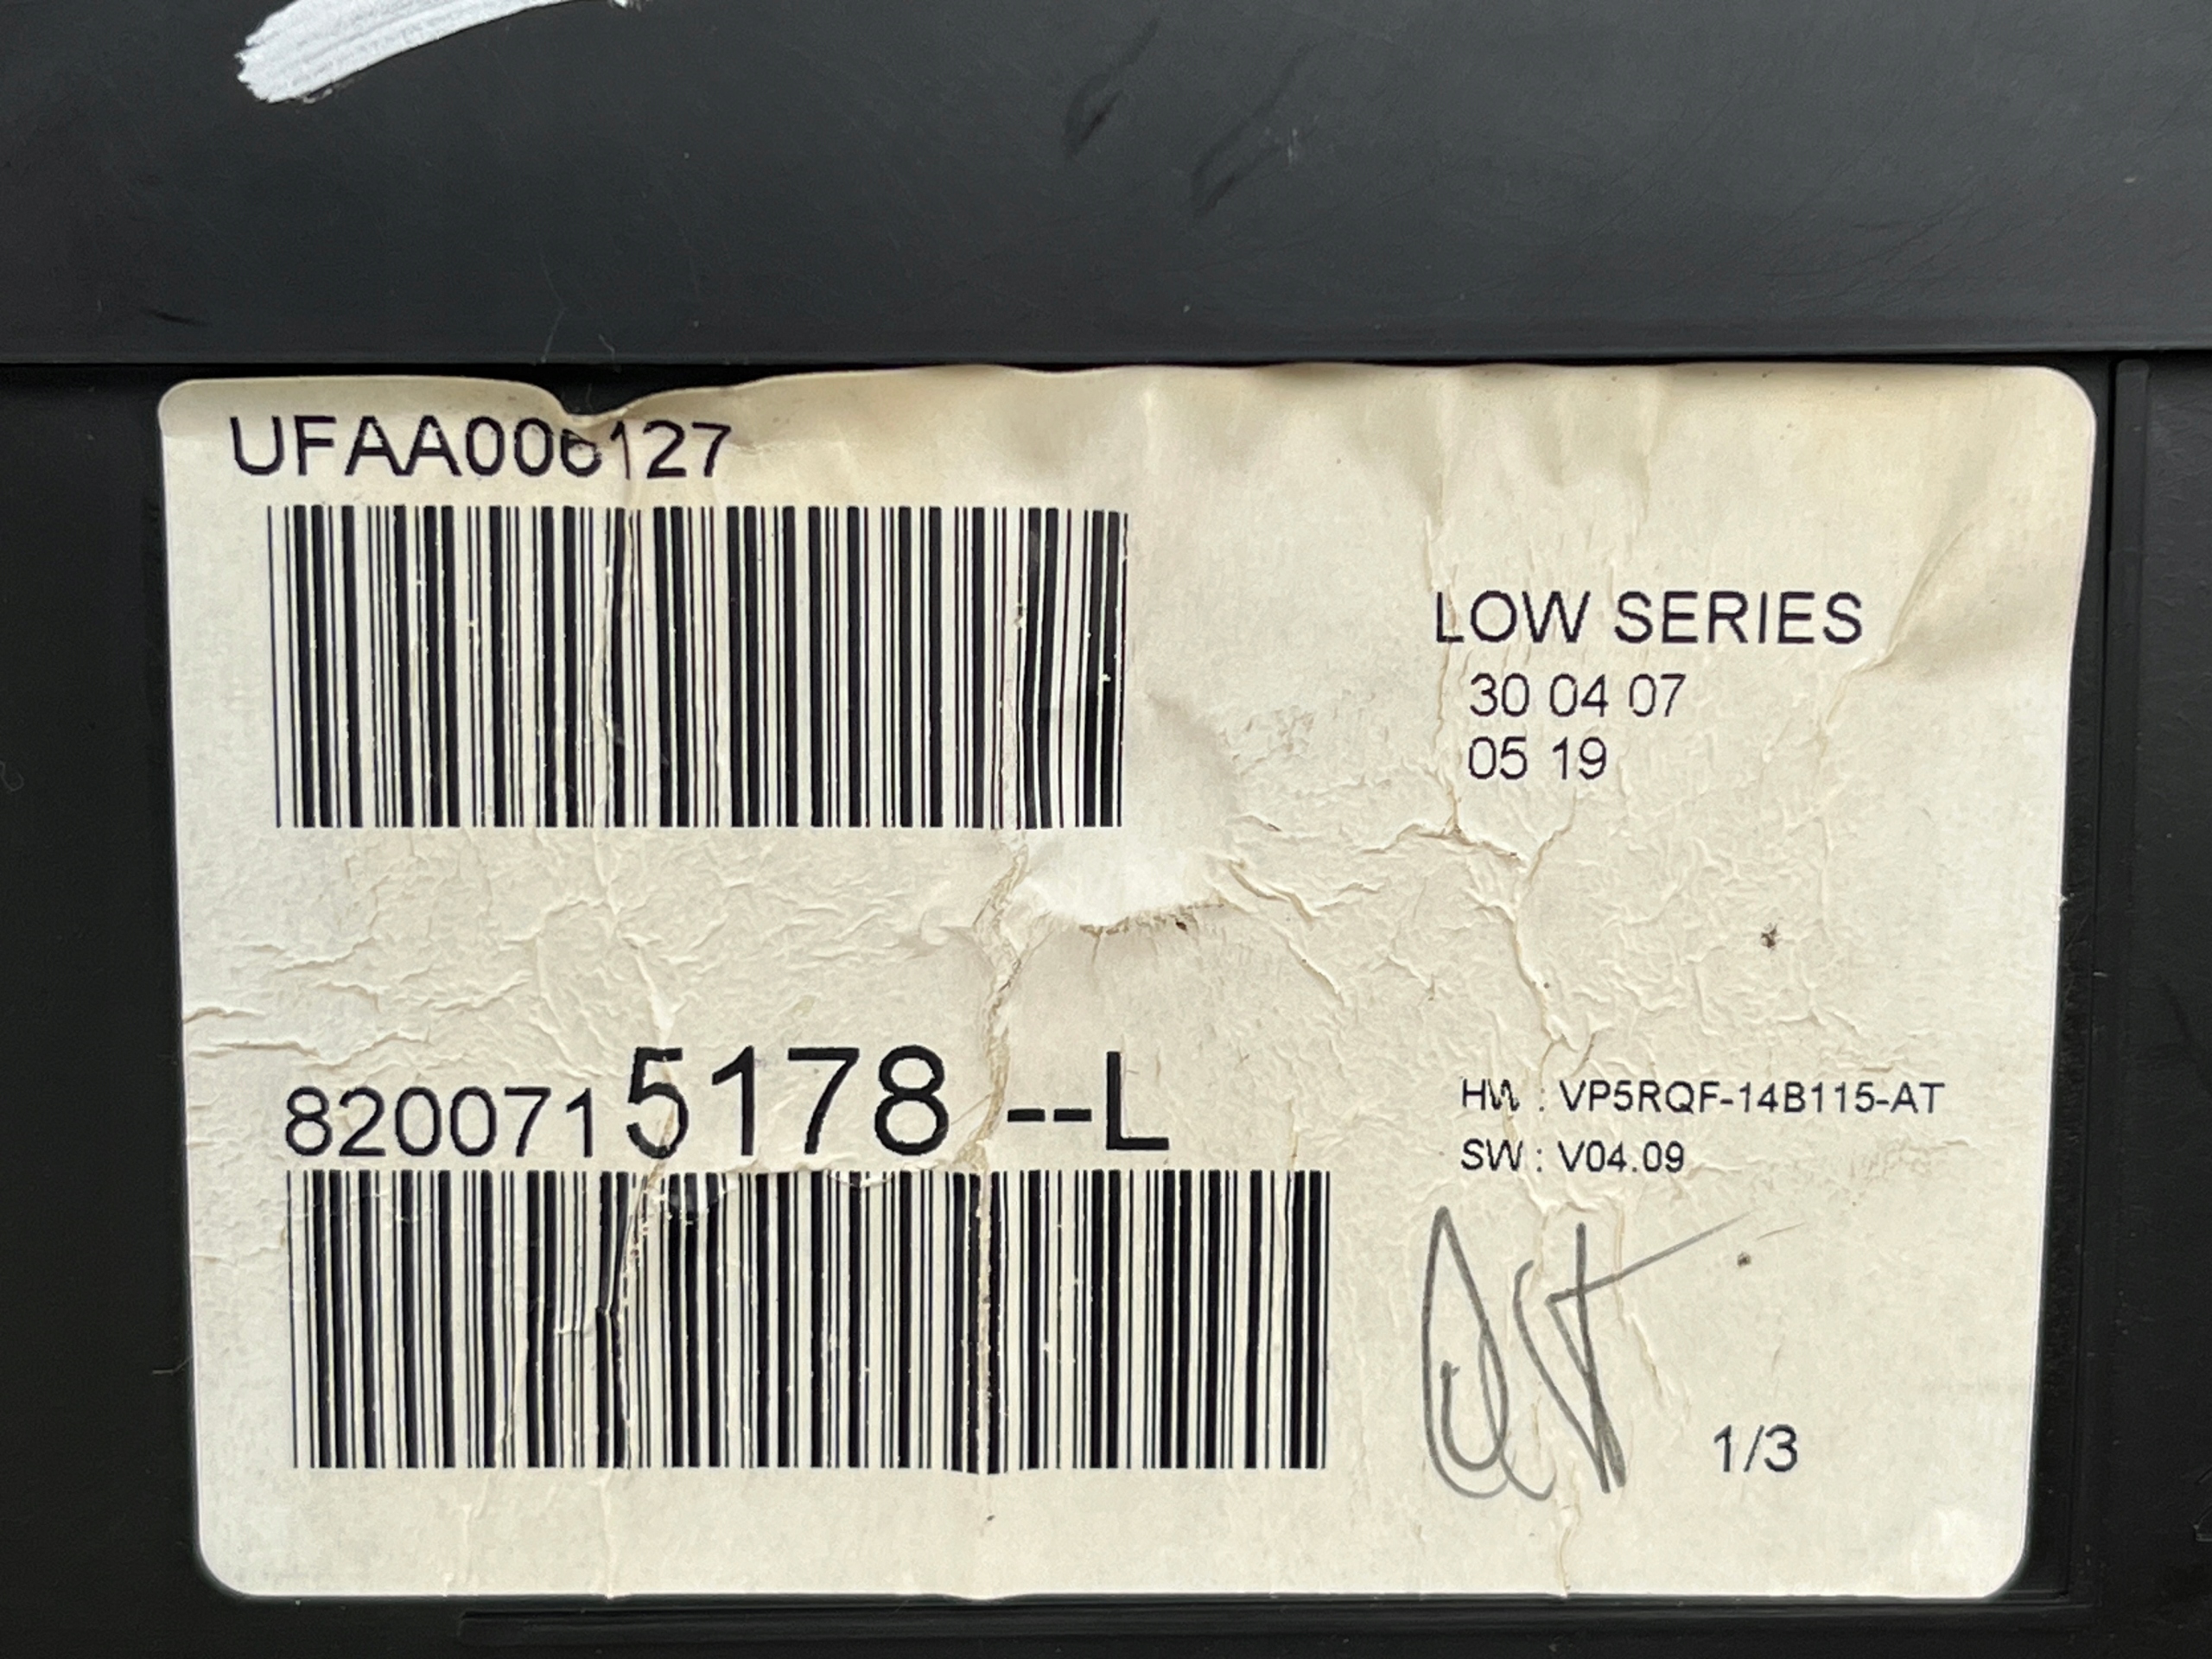 UFAA006127
LOW SERIES
30 04 07
05 19
8200715178 --L
HW : VP5RQF-14B115-AT
SW : V04.09
1/3